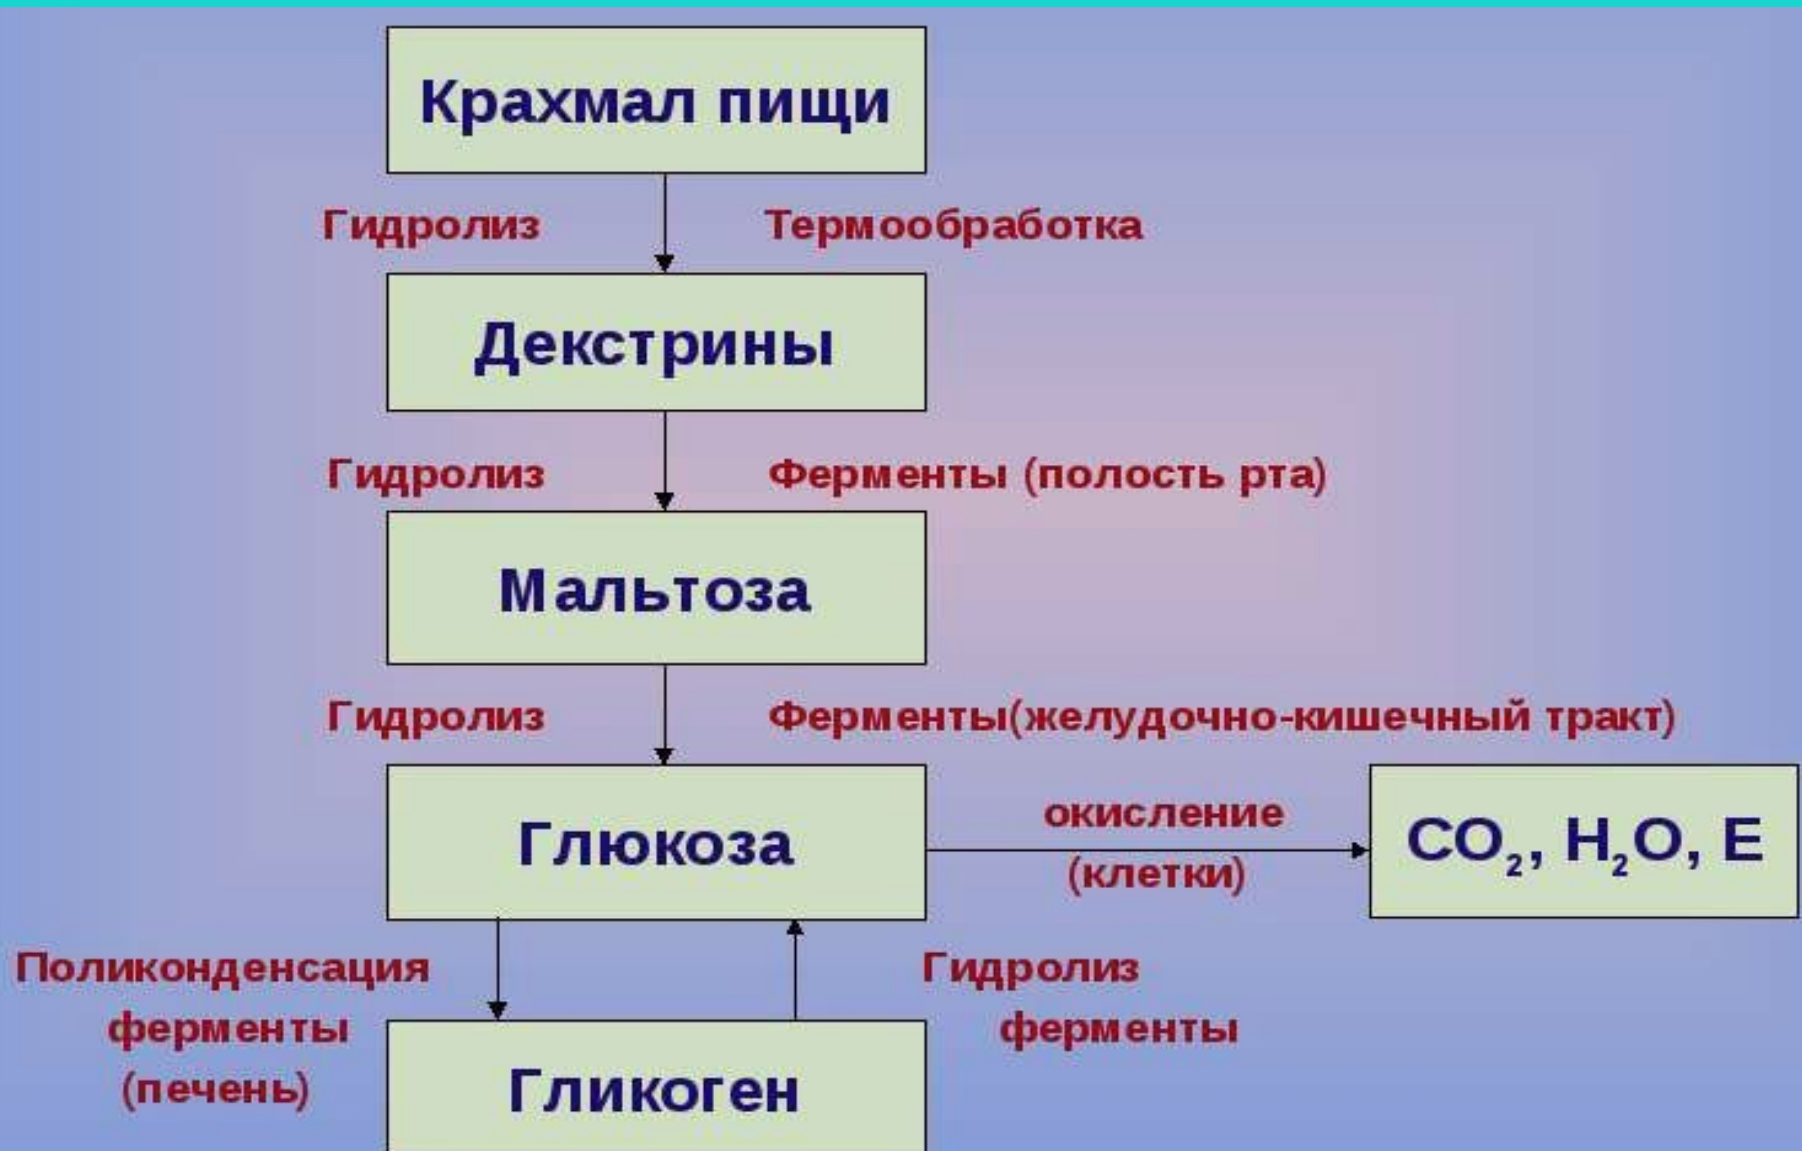 Крахмал пищи
Гидролиз
Термообработка
Декстрины
Гидролиз
Ферменты (полость рта)
Мальтоза
Гидролиз
Ферменты(желудочно-кишечный тракт)
Глюкоза
окисление
(клетки)
CO₂, H₂O, E
Поликонденсация
ферменты
(печень)
Гидролиз
ферменты
Гликоген